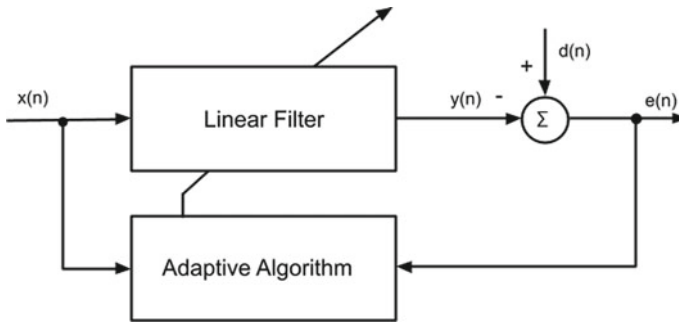 x(n)
Linear Filter
y(n)
-
+
d(n)
Σ
e(n)
Adaptive Algorithm